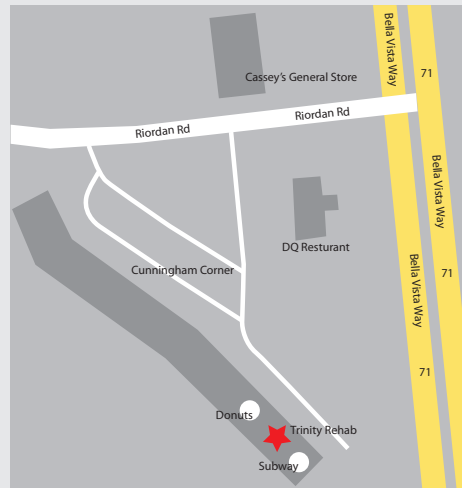 Bella Vista Way
71
Cassey's General Store
Riordan Rd
Riordan Rd
Bella Vista Way
DQ Resturant
Cunningham Corner
Bella Vista Way
71
71
Donuts
Trinity Rehab
Subway